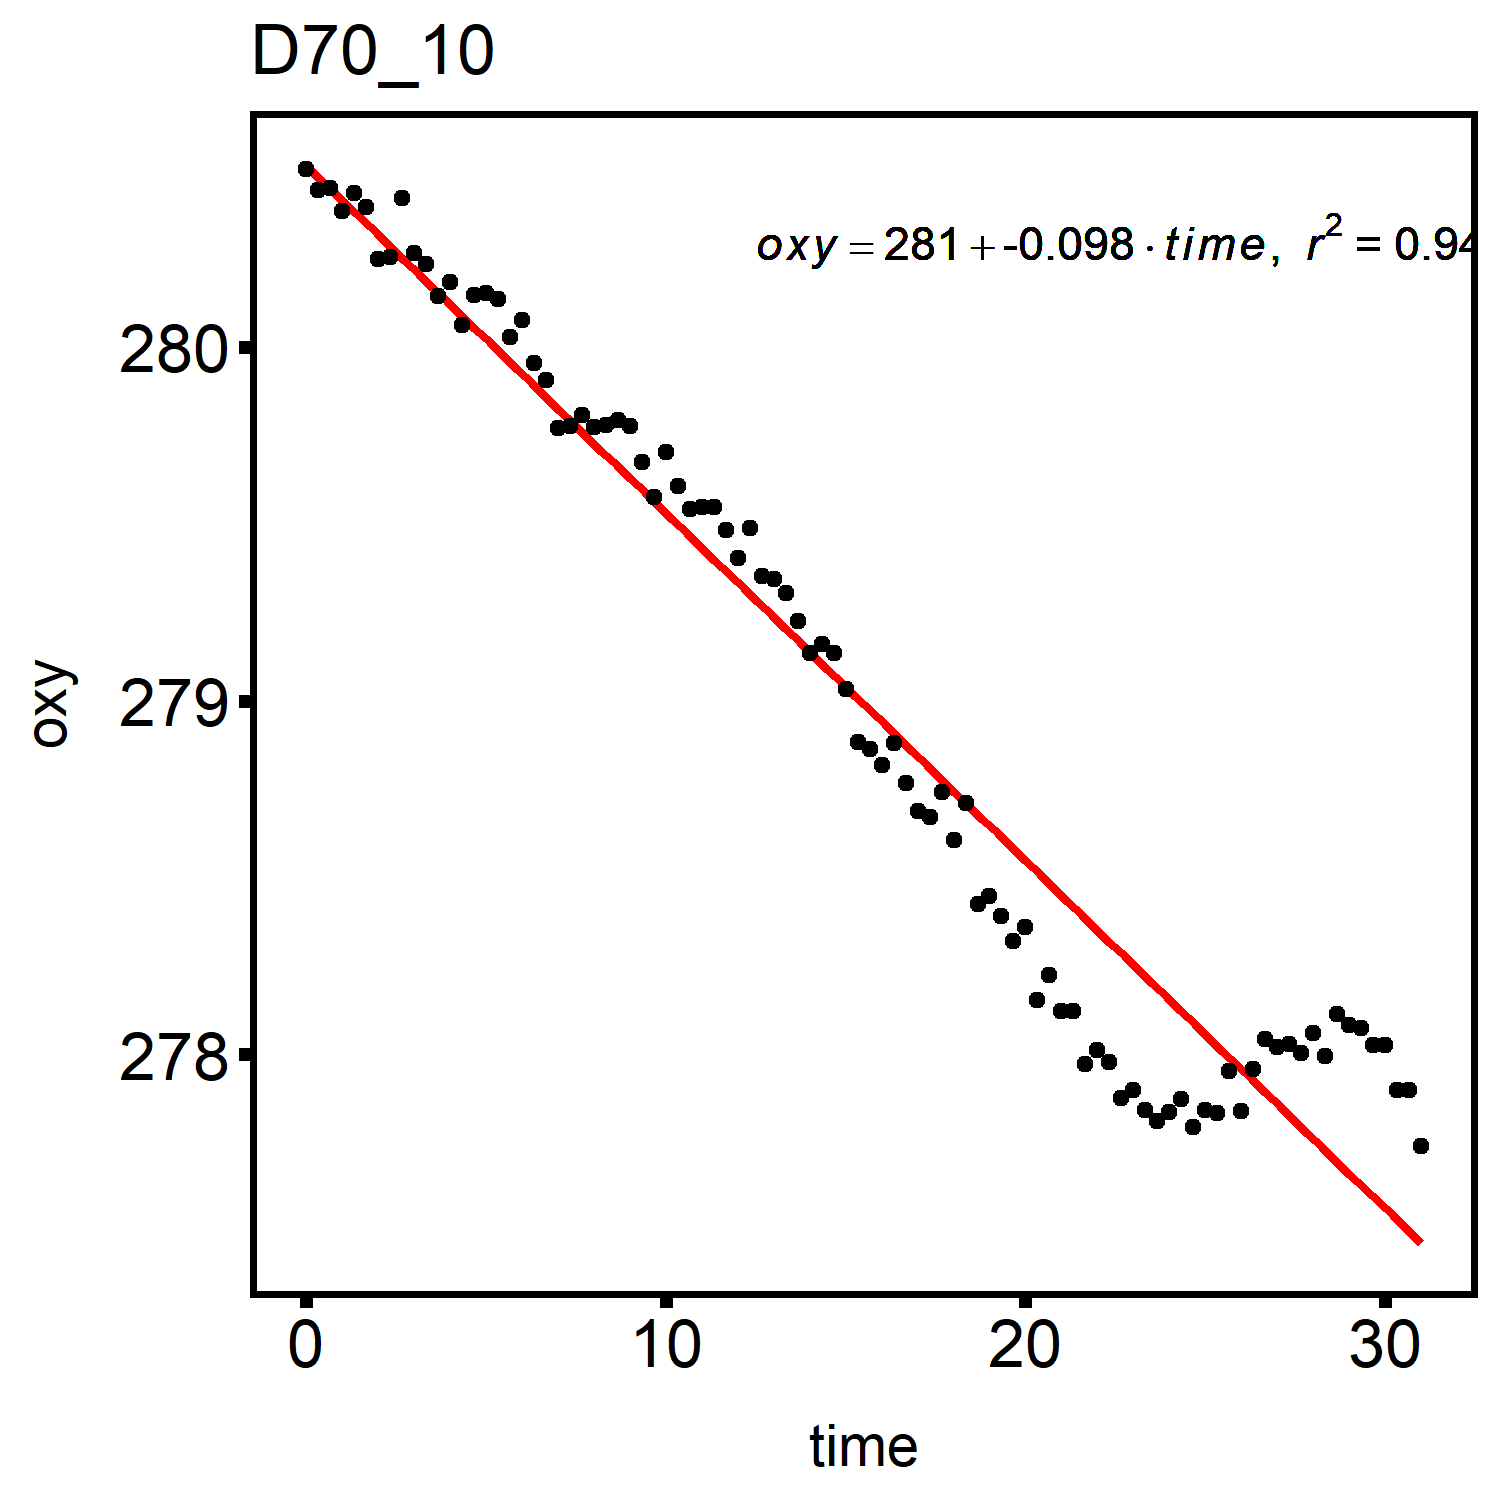 D70_10
oxy = 281 + -0.098 · time, r² = 0.94
280
279
278
oxy
0 10 20 30
time